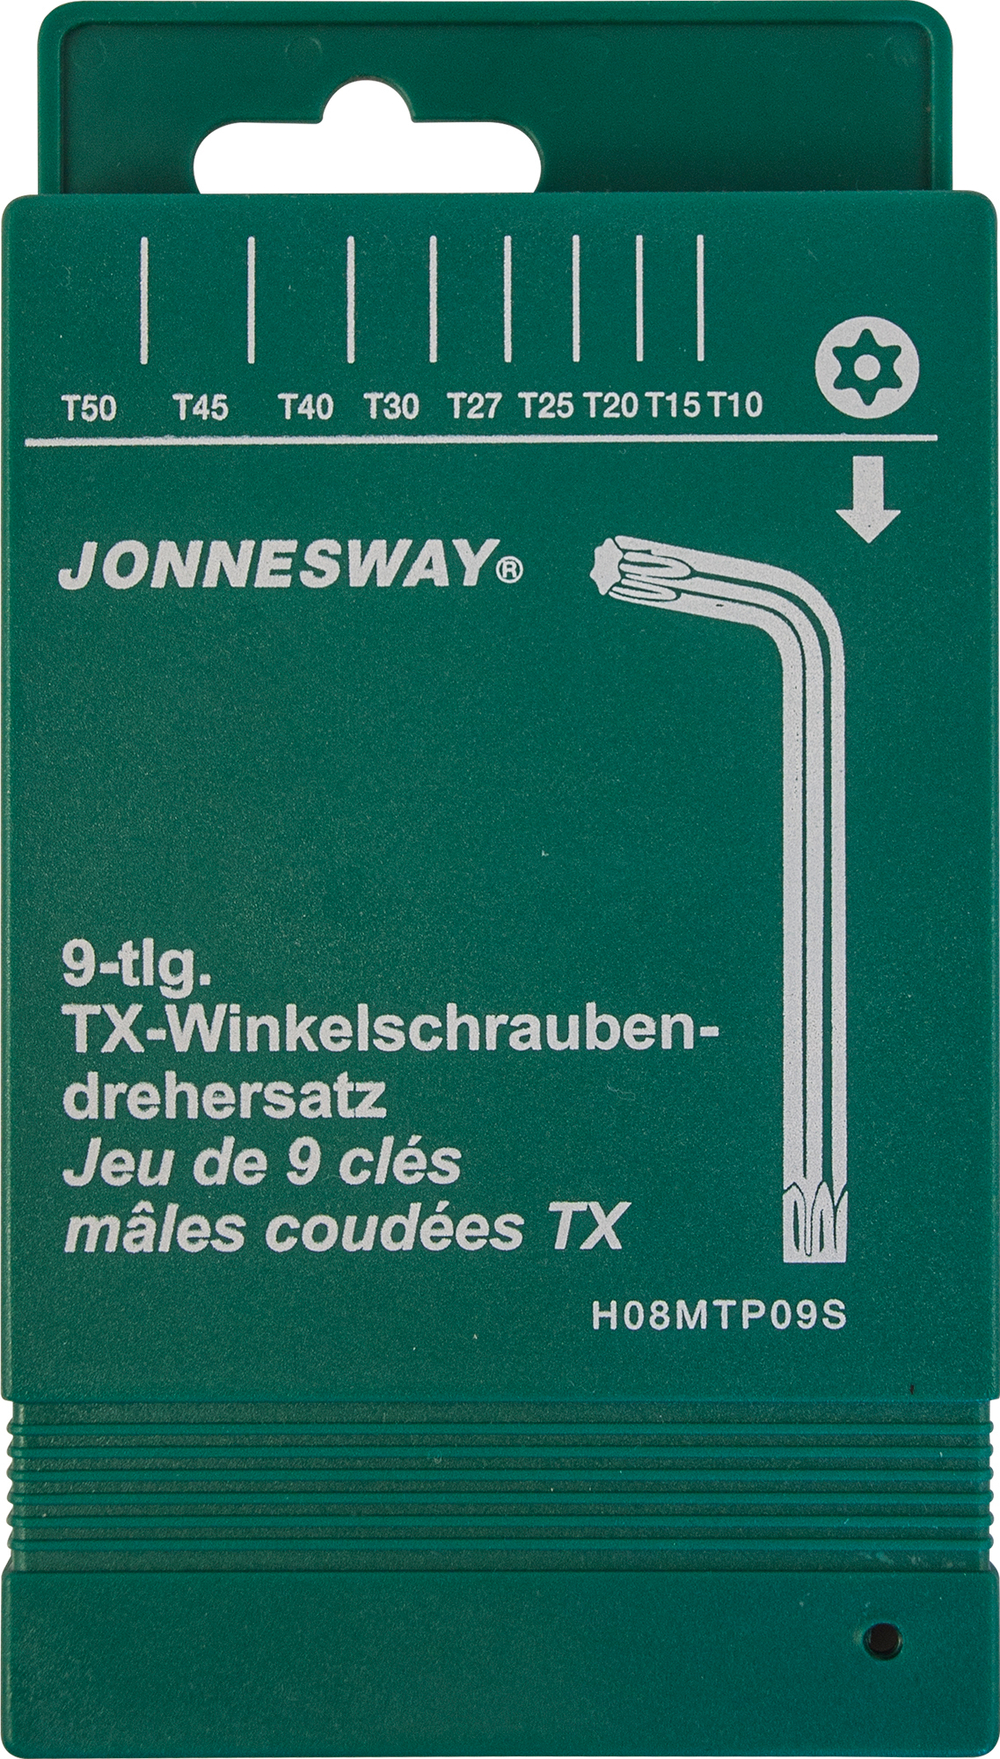 T50 T45 T40 T30 T27 T25 T20 T15 T10
JONNESWAY®
9-tlg.
TX-Winkelschrauben-
drehersatz
Jeu de 9 clés
mâles coudées TX
H08MTP09S